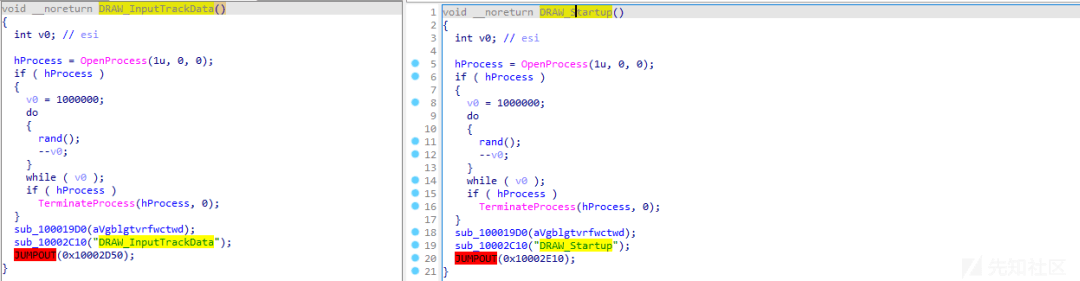 void __noreturn DRAW_InputTrackData()
{
int v0; // esi
hProcess = OpenProcess(1u, 0, 0);
if ( hProcess )
{
v0 = 1000000;
do
{
rand();
--v0;
}
while ( v0 );
if ( hProcess )
TerminateProcess(hProcess, 0);
}
sub_100019D0(aVgblgtvrfwctwd);
sub_10002C10("DRAW_InputTrackData");
JUMPOUT(0x10002D50);
}
1 void __noreturn DRAW_Startup()
2 {
3 int v0; // esi
4
5 hProcess = OpenProcess(1u, 0, 0);
6 if ( hProcess )
7 {
8 v0 = 1000000;
9 do
10 {
11 rand();
12 --v0;
13 }
14 while ( v0 );
15 if ( hProcess )
16 TerminateProcess(hProcess, 0);
17 }
18 sub_100019D0(aVgblgtvrfwctwd);
19 sub_10002C10("DRAW_Startup");
20 JUMPOUT(0x10002E10);
21 }
先知社区